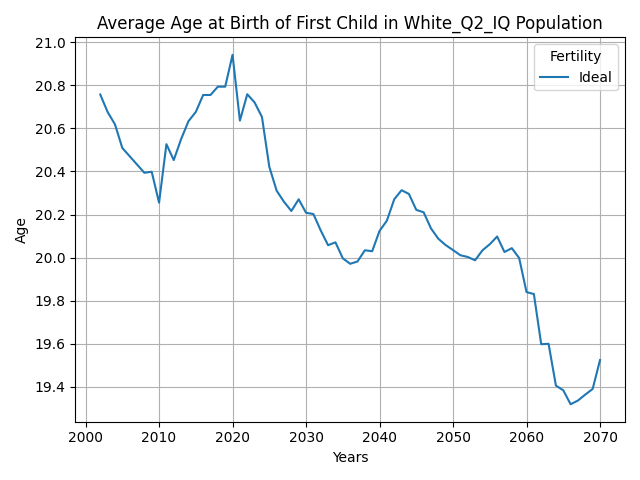 Average Age at Birth of First Child in White_Q2_IQ Population
Fertility
Ideal
Age
21.0
20.8
20.6
20.4
20.2
20.0
19.8
19.6
19.4
2000 2010 2020 2030 2040 2050 2060 2070
Years